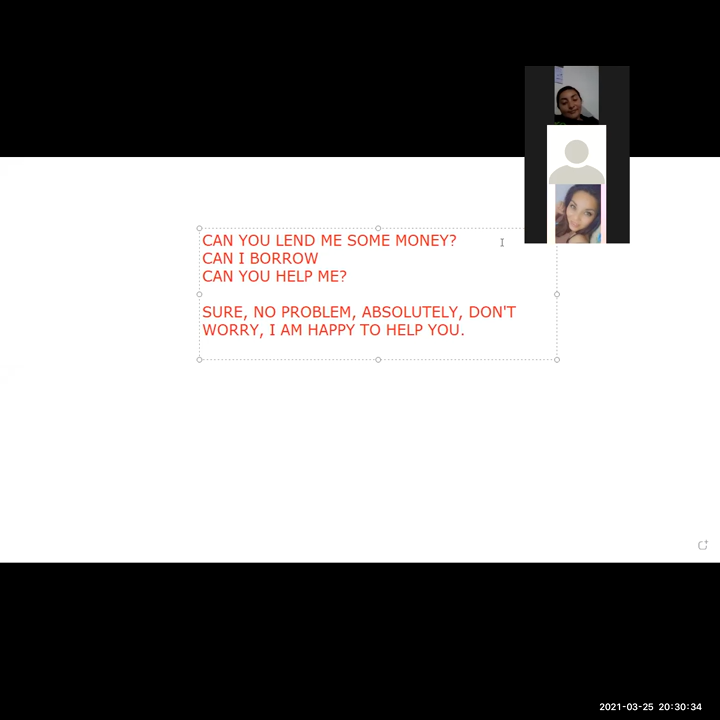 CAN YOU LEND ME SOME MONEY?
CAN I BORROW
CAN YOU HELP ME?
SURE, NO PROBLEM, ABSOLUTELY, DON'T
WORRY, I AM HAPPY TO HELP YOU.
2021-03-25 20:30:34